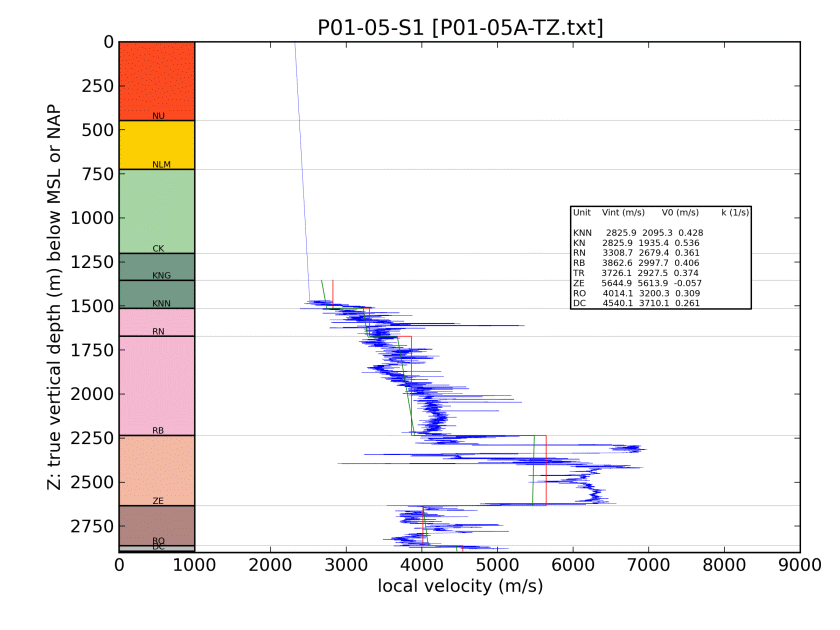 P01-05-S1 [P01-05A-TZ.txt]
0
250
500
750
1000
1250
1500
1750
2000
2250
2500
2750
Z: true vertical depth (m) below MSL or NAP
NU
NLM
CK
KNG
KNN
RN
RB
ZE
RO
DC
Unit Vint (m/s) V0 (m/s) k (1/s)
KNN 2825.9 2095.3 0.428
KN 2825.9 1935.4 0.536
RN 3308.7 2679.4 0.361
RB 3862.6 2997.7 0.406
TR 3726.1 2927.5 0.374
ZE 5644.9 5613.9 -0.057
RO 4014.1 3200.3 0.309
DC 4540.1 3710.1 0.261
0 1000 2000 3000 4000 5000 6000 7000 8000 9000
local velocity (m/s)